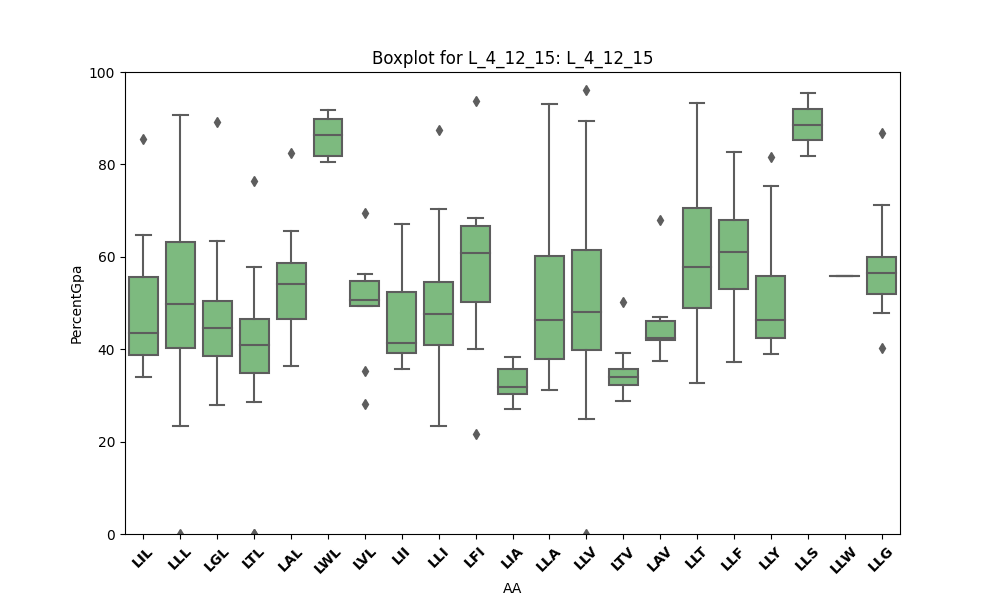 Boxplot for L_4_12_15: L_4_12_15
100
80
60
40
20
0
PercentGpa
LIL LLL LGL LTL LAL LWL LVL LII LLI LFI LIA LLA LLV LTV LAV LLT LLF LLY LLS LLW LLG
AA